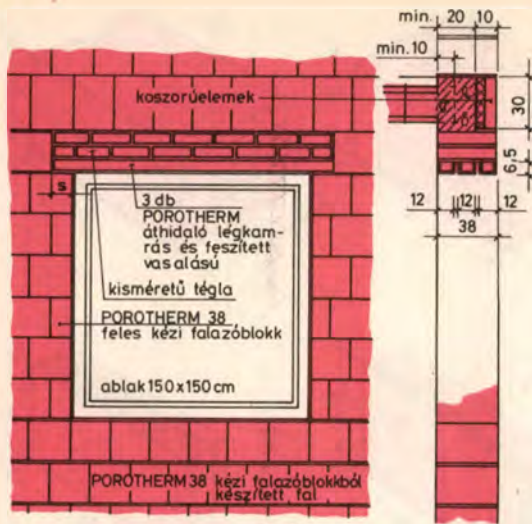 min. 20 10
min.10
koszorúelemek
30
6,5
s
3 db
POROTHERM
áthidaló légkam-
rás és feszített
vasalású
12 12 12
38
kisméretű tégla
POROTHERM 38
feles kézi falazóblokk
ablak 150x150 cm
POROTHERM 38 kézi falazóblokkból
készített fal